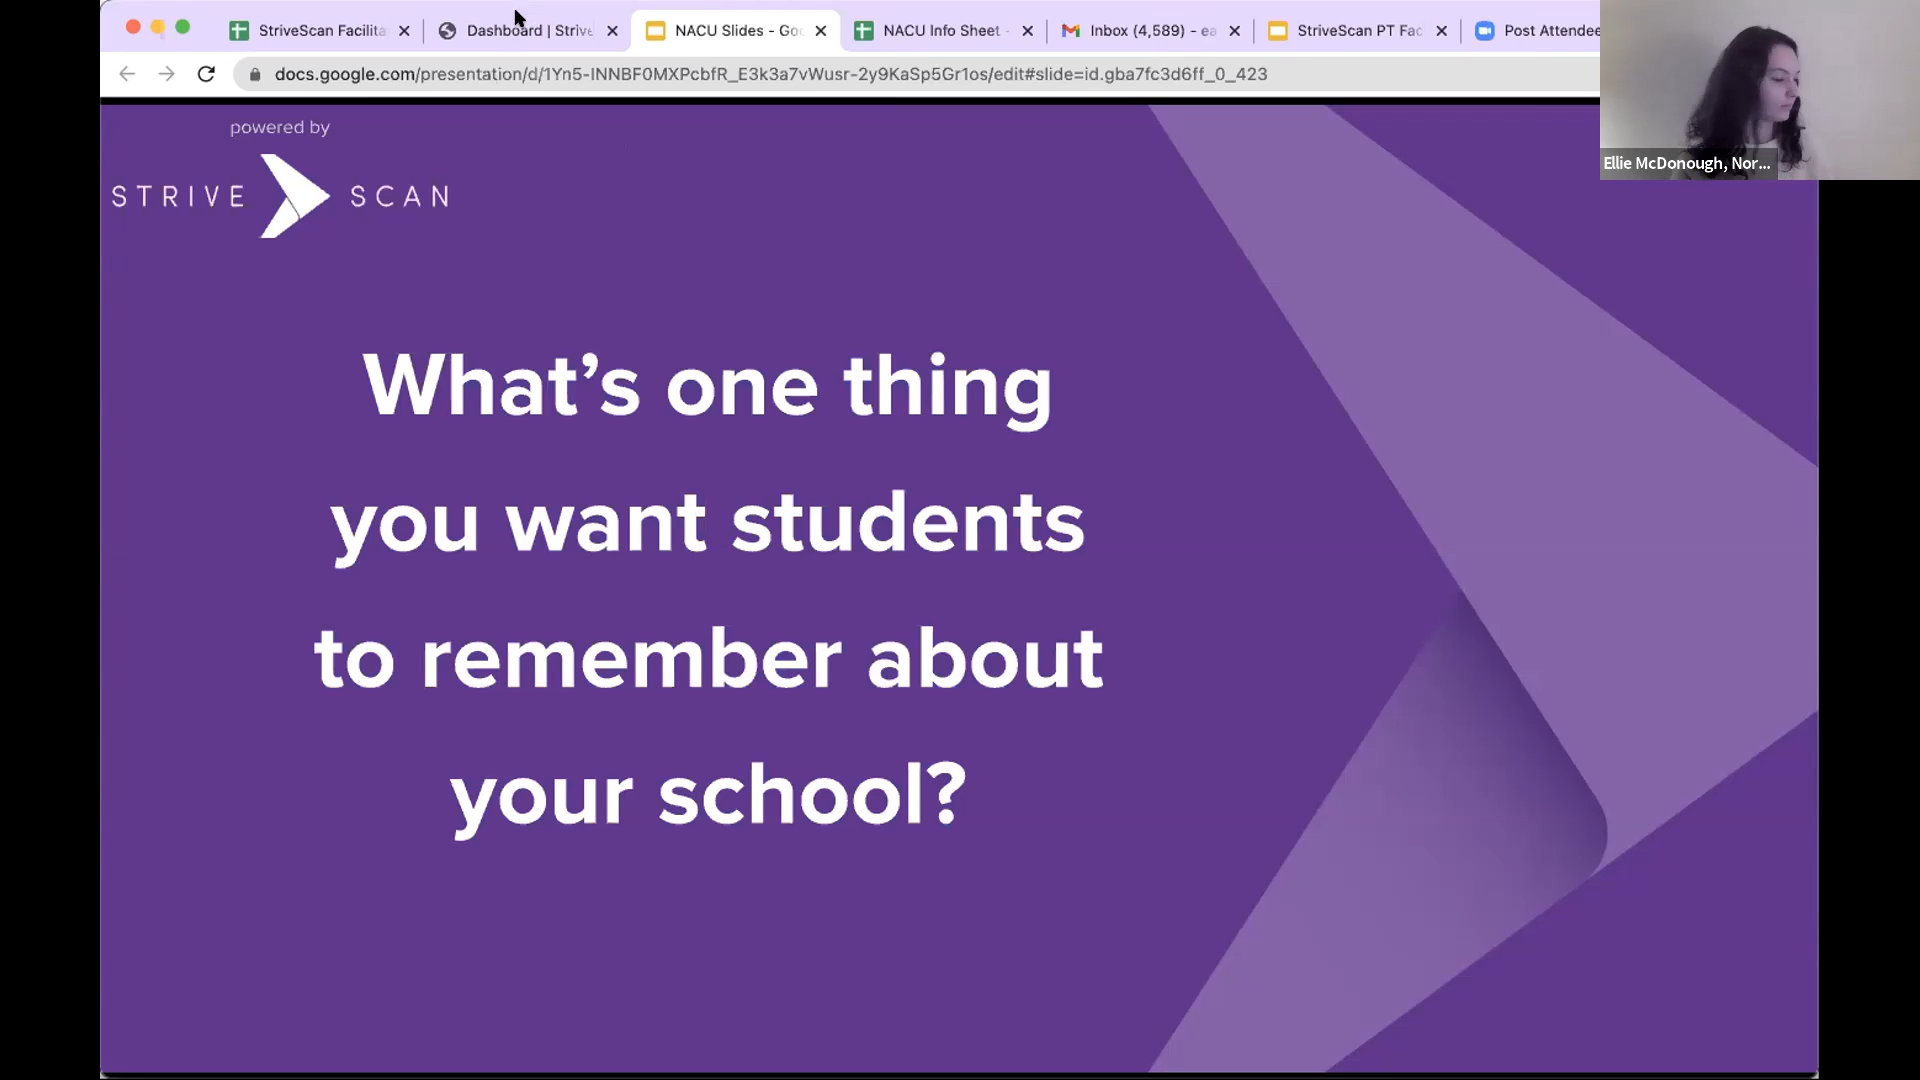 StriveScan Facilita
Dashboard | Strive
NACU Slides - Goo
NACU Info Sheet -
Inbox (4,589) - ea
StriveScan PT Fac
Post Attendee
docs.google.com/presentation/d/1Yn5-INNBF0MXPcbfR_E3k3a7vWusr-2y9KaSp5Gr1os/edit#slide=id.gba7fc3d6ff_0_423
Ellie McDonough, Nor...
powered by
STRIVE SCAN
What’s one thing
you want students
to remember about
your school?